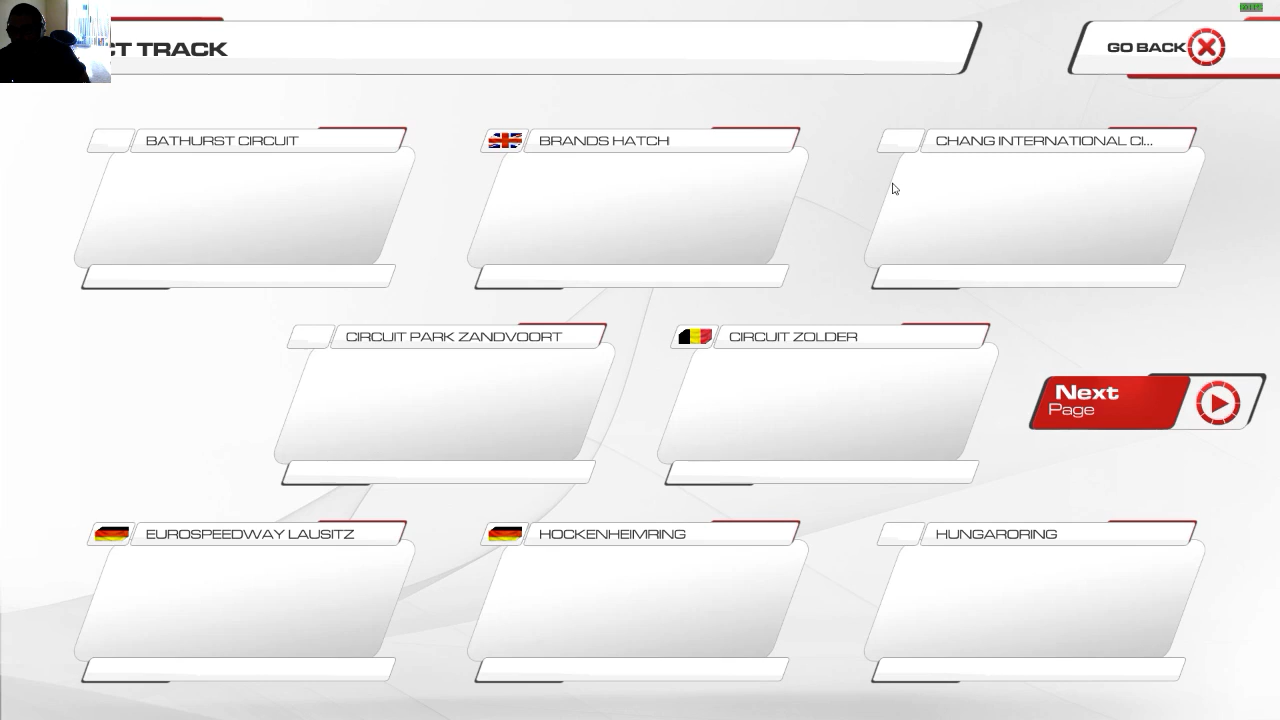 CT TRACK
GO BACK
BATHURST CIRCUIT
BRANDS HATCH
CHANG INTERNATIONAL CI...
CIRCUIT PARK ZANDVOORT
CIRCUIT ZOLDER
Next
Page
EUROSPEEDWAY LAUSITZ
HOCKENHEIMRING
HUNGARORING